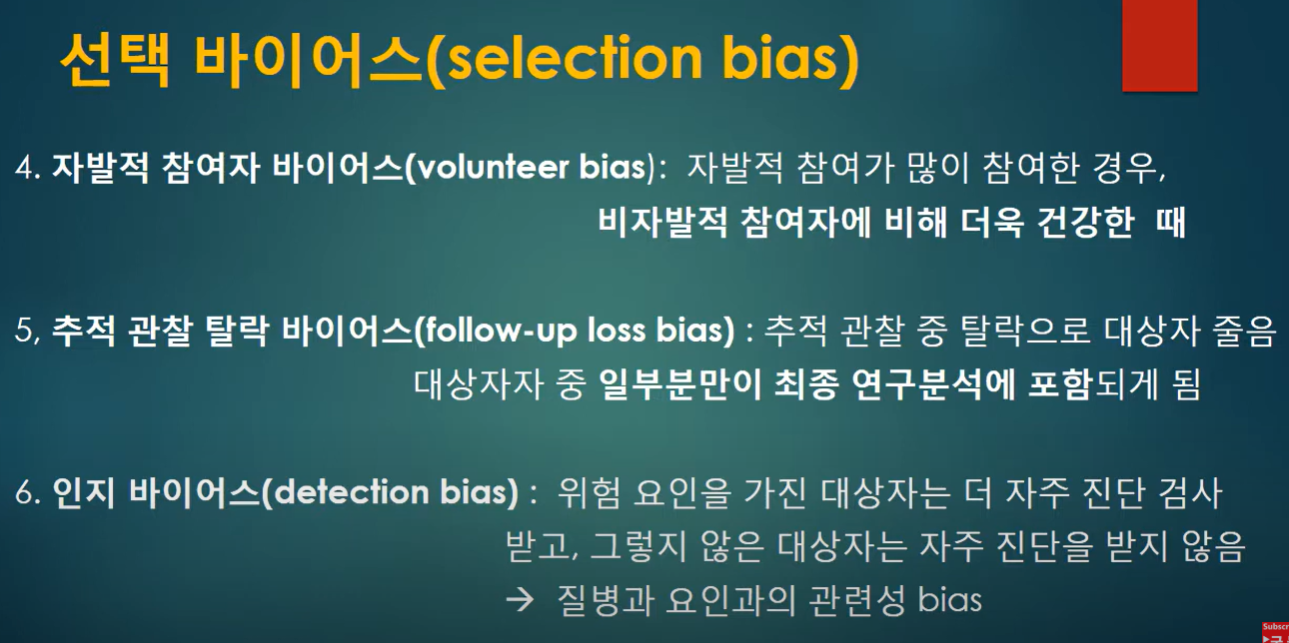 선택 바이어스(selection bias)
4. 자발적 참여자 바이어스(volunteer bias): 자발적 참여가 많이 참여한 경우,
비자발적 참여자에 비해 더욱 건강한 때
5, 추적 관찰 탈락 바이어스(follow-up loss bias) : 추적 관찰 중 탈락으로 대상자 줄음
대상자자 중 일부분만이 최종 연구분석에 포함되게 됨
6. 인지 바이어스(detection bias) : 위험 요인을 가진 대상자는 더 자주 진단 검사
받고, 그렇지 않은 대상자는 자주 진단을 받지 않음
→ 질병과 요인과의 관련성 bias
Subscr